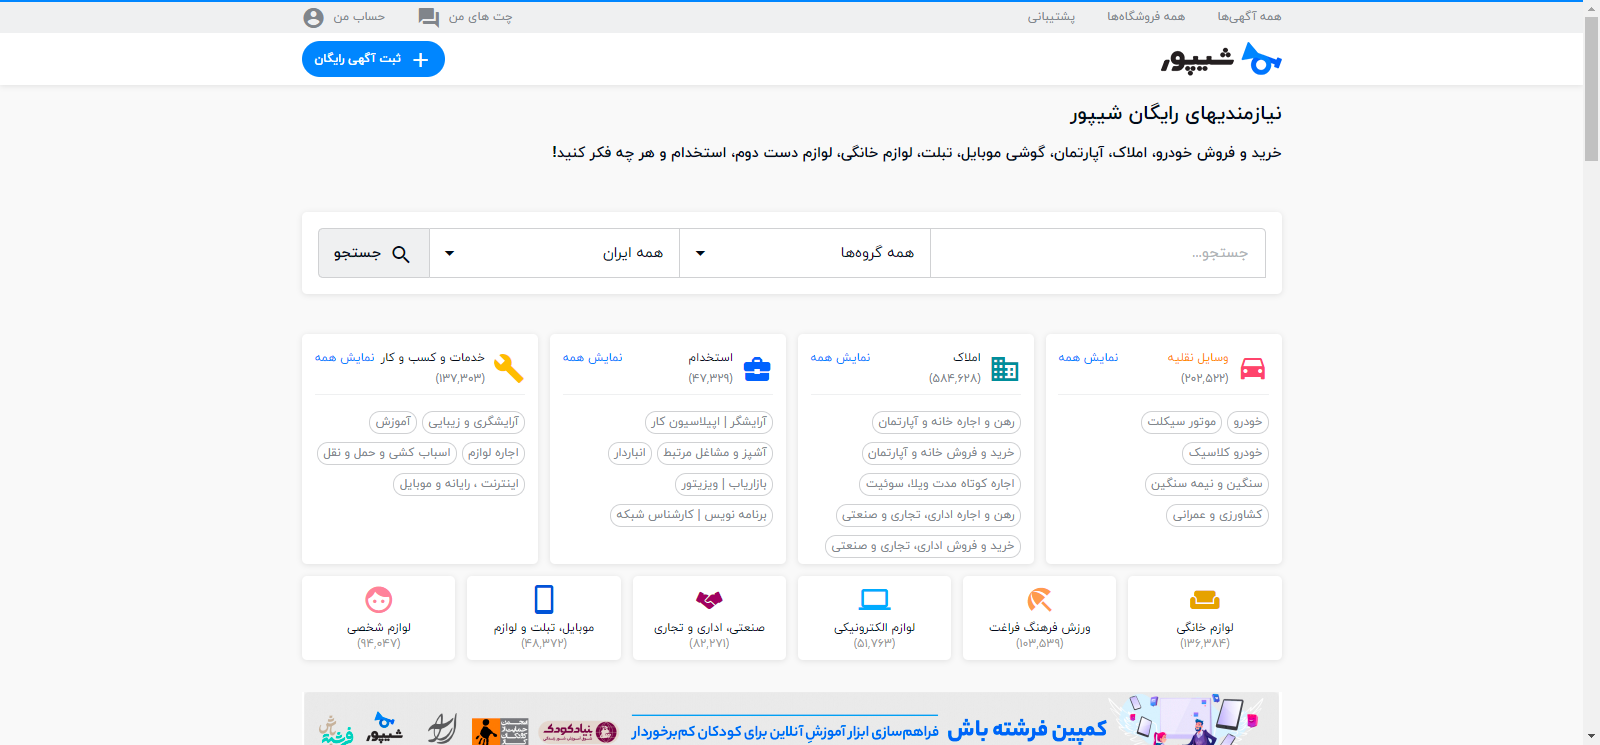 همه آگهی‌ها
همه فروشگاه‌ها
پشتیبانی
چت های من
حساب من
شیپور
ثبت آگهی رایگان
نیازمندیهای رایگان شیپور
خرید و فروش خودرو، املاک، آپارتمان، گوشی موبایل، تبلت، لوازم خانگی، لوازم دست دوم، استخدام و هر چه فکر کنید!
جستجو...
همه گروه‌ها
همه ایران
جستجو
وسایل نقلیه
نمایش همه
(۲۰۲,۵۲۲)
خودرو
موتور سیکلت
خودرو کلاسیک
سنگین و نیمه سنگین
کشاورزی و عمرانی
املاک
نمایش همه
(۵۸۴,۶۲۸)
رهن و اجاره خانه و آپارتمان
خرید و فروش خانه و آپارتمان
اجاره کوتاه مدت ویلا، سوئیت
رهن و اجاره اداری، تجاری و صنعتی
خرید و فروش اداری، تجاری و صنعتی
استخدام
نمایش همه
(۴۷,۳۲۹)
آرایشگر | اپیلاسیون کار
آشپز و مشاغل مرتبط
انباردار
بازاریاب | ویزیتور
برنامه نویس | کارشناس شبکه
خدمات و کسب و کار
نمایش همه
(۱۳۷,۳۰۳)
آرایشگری و زیبایی
آموزش
اجاره لوازم
اسباب کشی و حمل و نقل
اینترنت ، رایانه و موبایل
لوازم خانگی
(۱۳۶,۳۸۴)
ورزش فرهنگ فراغت
(۱۰۳,۵۳۹)
لوازم الکترونیکی
(۵۱,۷۶۳)
صنعتی، اداری و تجاری
(۸۲,۲۷۱)
موبایل، تبلت و لوازم
(۴۸,۳۷۲)
لوازم شخصی
(۹۴,۰۴۷)
کمپین فرشته باش
فراهم‌سازی ابزار آموزش آنلاین برای کودکان کم‌برخوردار
بنیاد کودک
شیپور
فرشته باش